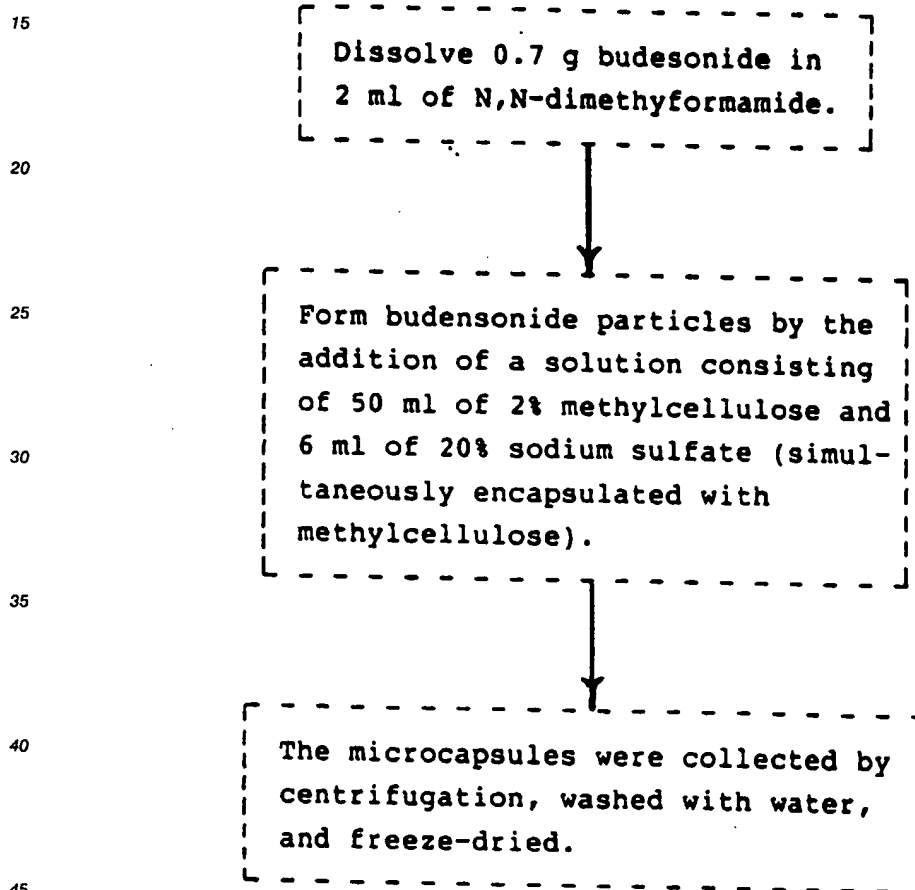 15
Dissolve 0.7 g budesonide in
2 ml of N,N-dimethyformamide.
20
25
Form budensonide particles by the
addition of a solution consisting
of 50 ml of 2% methylcellulose and
6 ml of 20% sodium sulfate (simul-
30
taneously encapsulated with
methylcellulose).
35
40
The microcapsules were collected by
centrifugation, washed with water,
and freeze-dried.
45